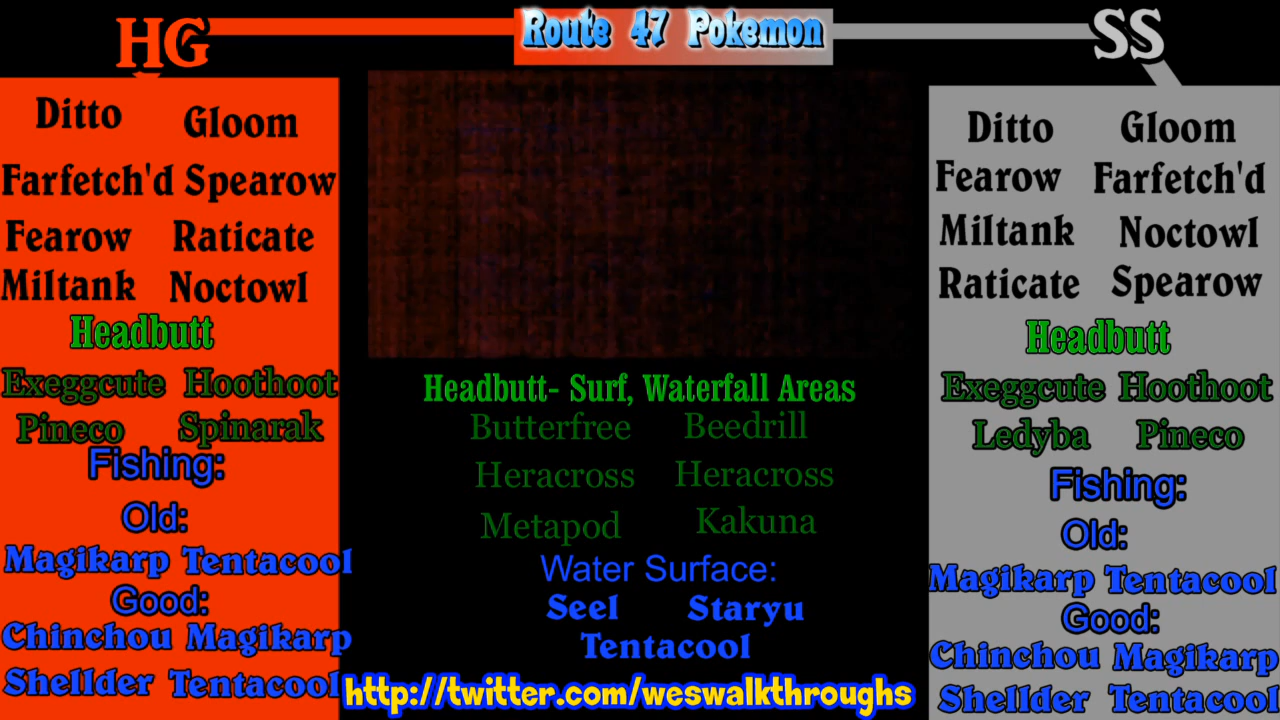 HG
Route 47 Pokemon
SS
Ditto Gloom
Farfetch'd Spearow
Fearow Raticate
Miltank Noctowl
Headbutt
Exeggcute Hoothoot
Pineco Spinarak
Fishing:
Old:
Magikarp Tentacool
Good:
Chinchou Magikarp
Shellder Tentacool
Headbutt- Surf, Waterfall Areas
Butterfree Beedrill
Heracross Heracross
Metapod Kakuna
Water Surface:
Seel Staryu
Tentacool
http://twitter.com/weswalkthroughs
Ditto Gloom
Fearow Farfetch'd
Miltank Noctowl
Raticate Spearow
Headbutt
Exeggcute Hoothoot
Ledyba Pineco
Fishing:
Old:
Magikarp Tentacool
Good:
Chinchou Magikarp
Shellder Tentacool